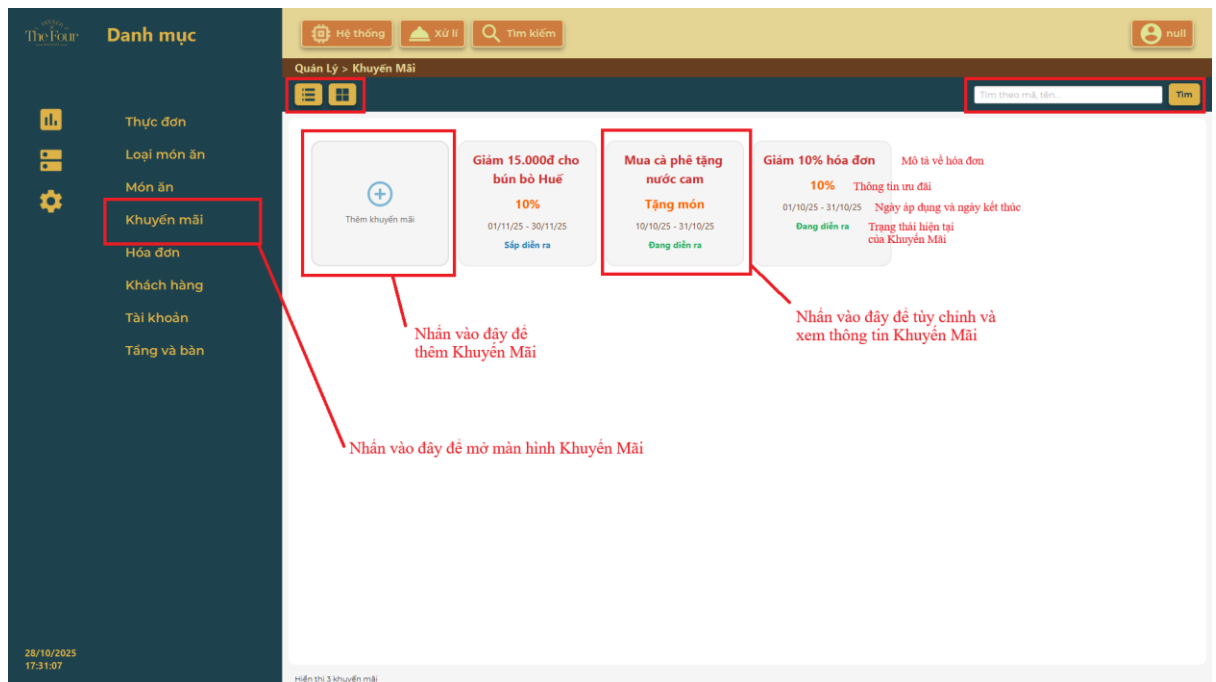 The Four
Danh mục
Hệ thống
Xử lí
Tìm kiếm
null
Quản Lý > Khuyến Mãi
Tìm theo mã, tên...
Tìm
Thực đơn
Loại món ăn
Món ăn
Khuyến mãi
Hóa đơn
Khách hàng
Tài khoản
Tầng và bàn
Thêm khuyến mãi
Giảm 15.000đ cho
bún bò Huế
10%
01/11/25 - 30/11/25
Sắp diễn ra
Mua cà phê tặng
nước cam
Tặng món
10/10/25 - 31/10/25
Đang diễn ra
Giảm 10% hóa đơn
Mô tả về hóa đơn
10%
Thông tin ưu đãi
01/10/25 - 31/10/25
Ngày áp dụng và ngày kết thúc
Đang diễn ra
Trạng thái hiện tại
của Khuyến Mãi
Nhấn vào đây để
thêm Khuyến Mãi
Nhấn vào đây để tùy chỉnh và
xem thông tin Khuyến Mãi
Nhấn vào đây để mở màn hình Khuyến Mãi
28/10/2025
17:31:07
Hiển thị 3 khuyến mãi